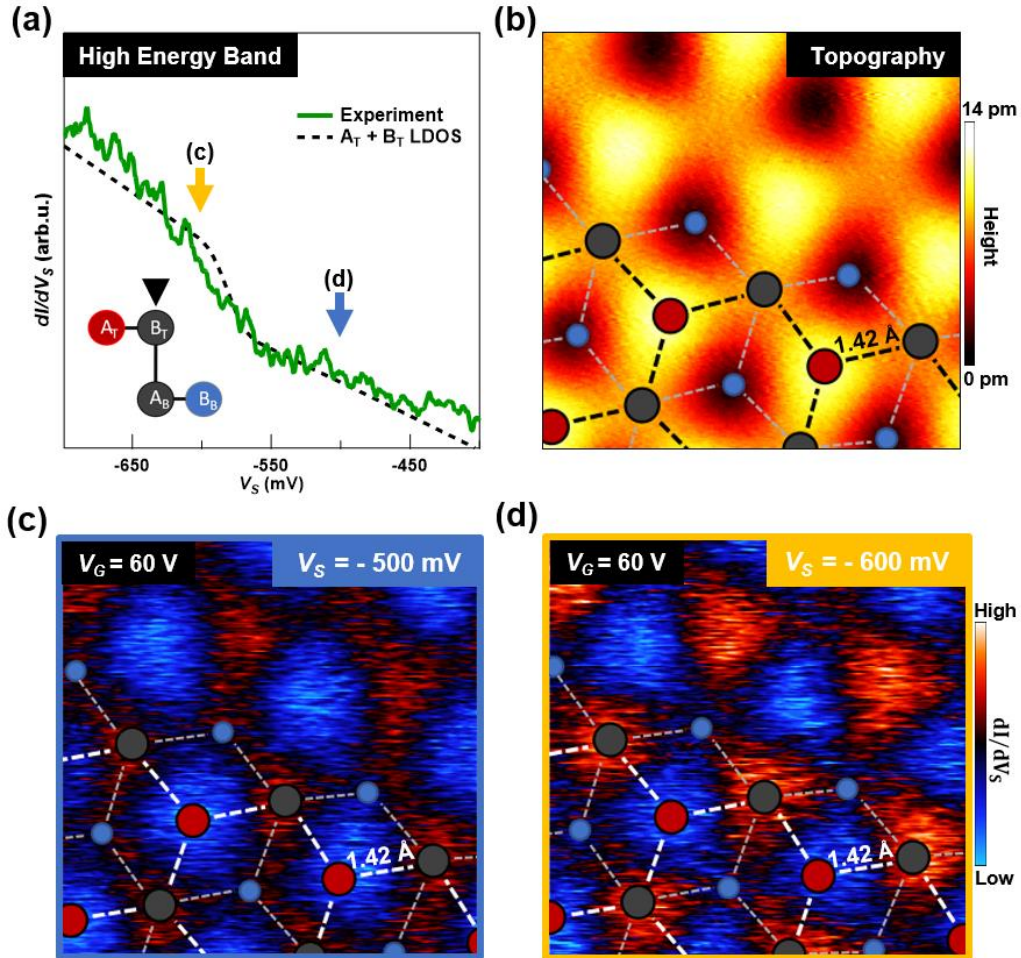 (a)
High Energy Band
Experiment
A_T + B_T LDOS
(c)
(d)
A_T
B_T
A_B
B_B
dI/dV_S (arb.u.)
-650
-550
-450
V_S (mV)
(b)
Topography
14 pm
Height
0 pm
1.42 Å
(c)
V_G = 60 V
V_S = - 500 mV
1.42 Å
(d)
V_G = 60 V
V_S = - 600 mV
1.42 Å
High
dI/dV_S
Low